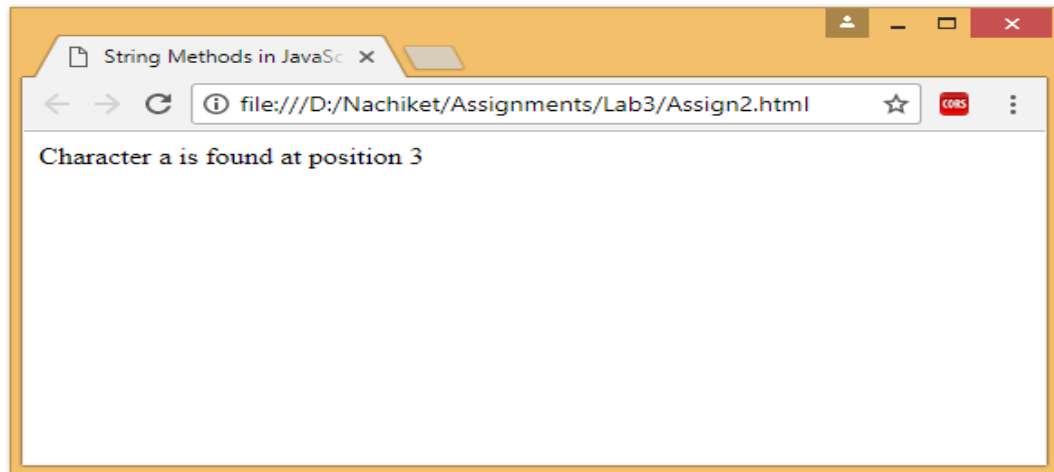 String Methods in JavaSc
file:///D:/Nachiket/Assignments/Lab3/Assign2.html
CORS
Character a is found at position 3